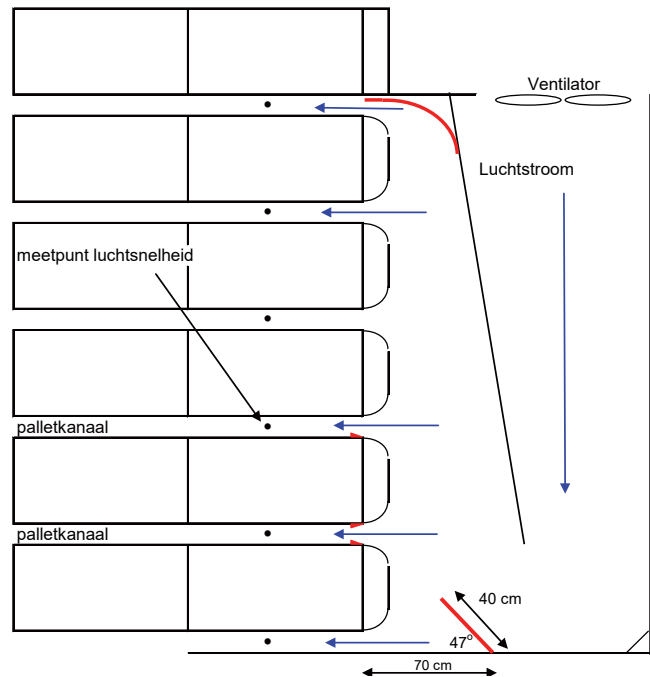 Ventilator
Luchtstroom
meetpunt luchtsnelheid
palletkanaal
palletkanaal
40 cm
47°
70 cm